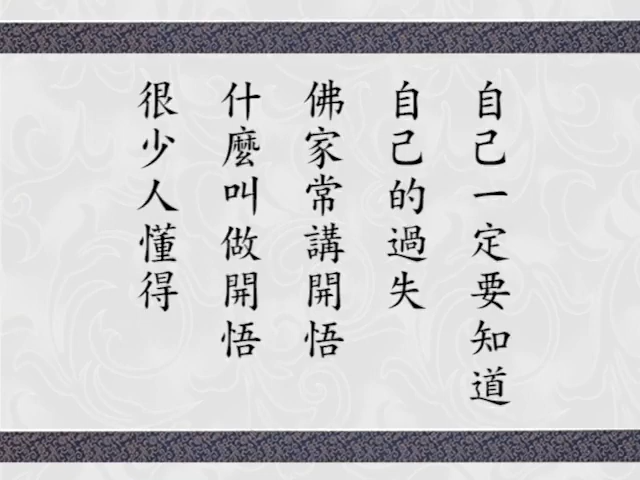 自己一定要知道
自己的過失
佛家常講開悟
什麼叫做開悟
很少人懂得